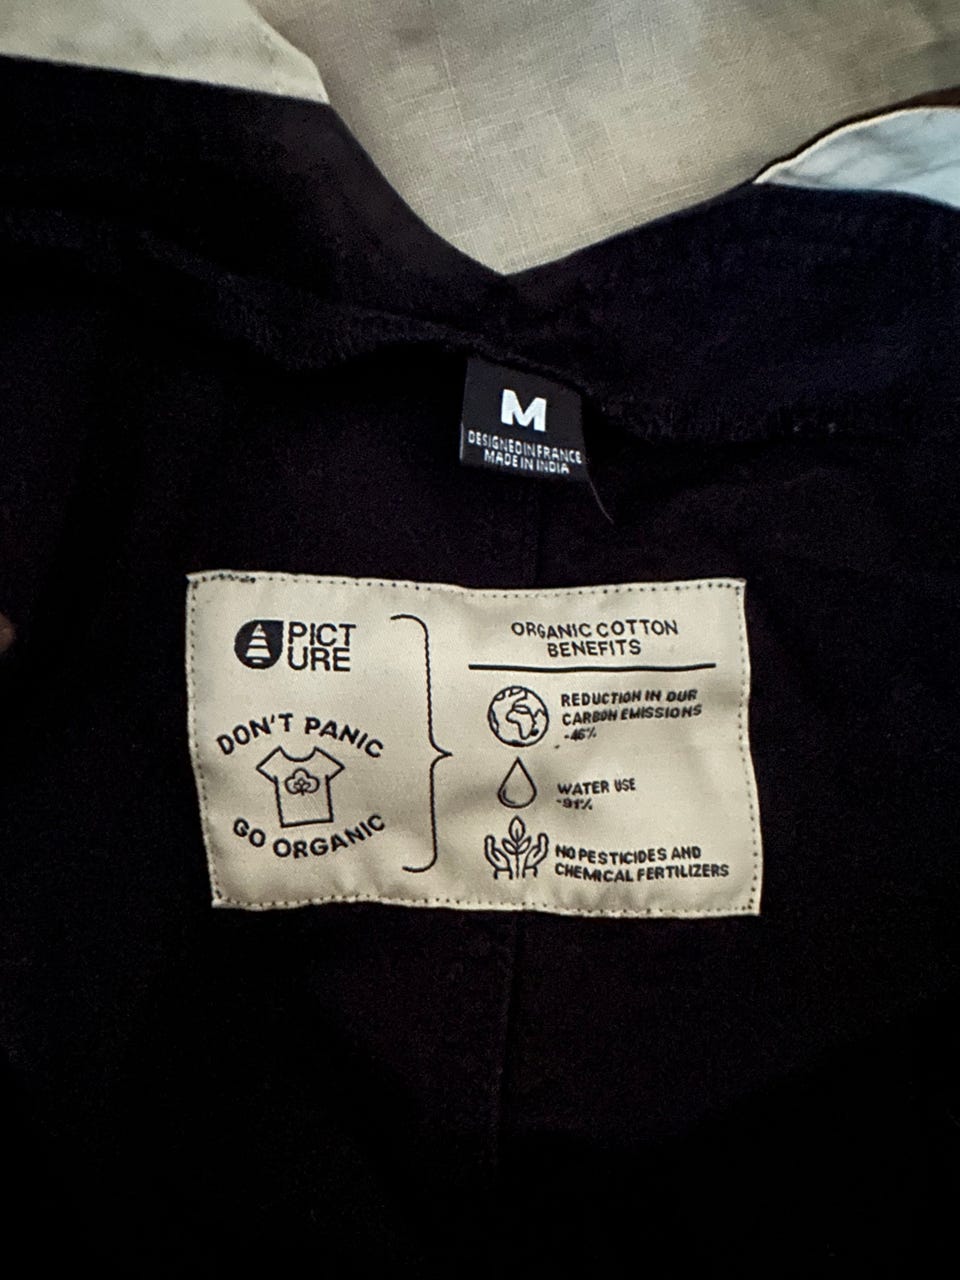 M
DESIGNED IN FRANCE
MADE IN INDIA
PICT
URE
DON'T PANIC
GO ORGANIC
ORGANIC COTTON
BENEFITS
REDUCTION IN OUR
CARBON EMISSIONS
-46%
WATER USE
-91%
NO PESTICIDES AND
CHEMICAL FERTILIZERS